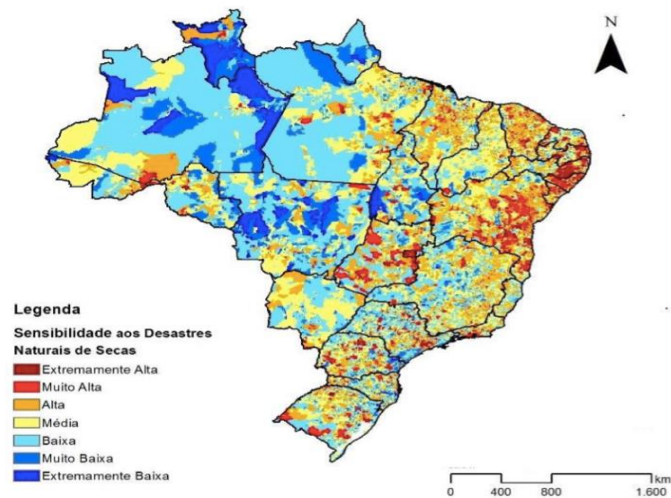 N
Legenda
Sensibilidade aos Desastres
Naturais de Secas
Extremamente Alta
Muito Alta
Alta
Média
Baixa
Muito Baixa
Extremamente Baixa
km
0 400 800 1.600